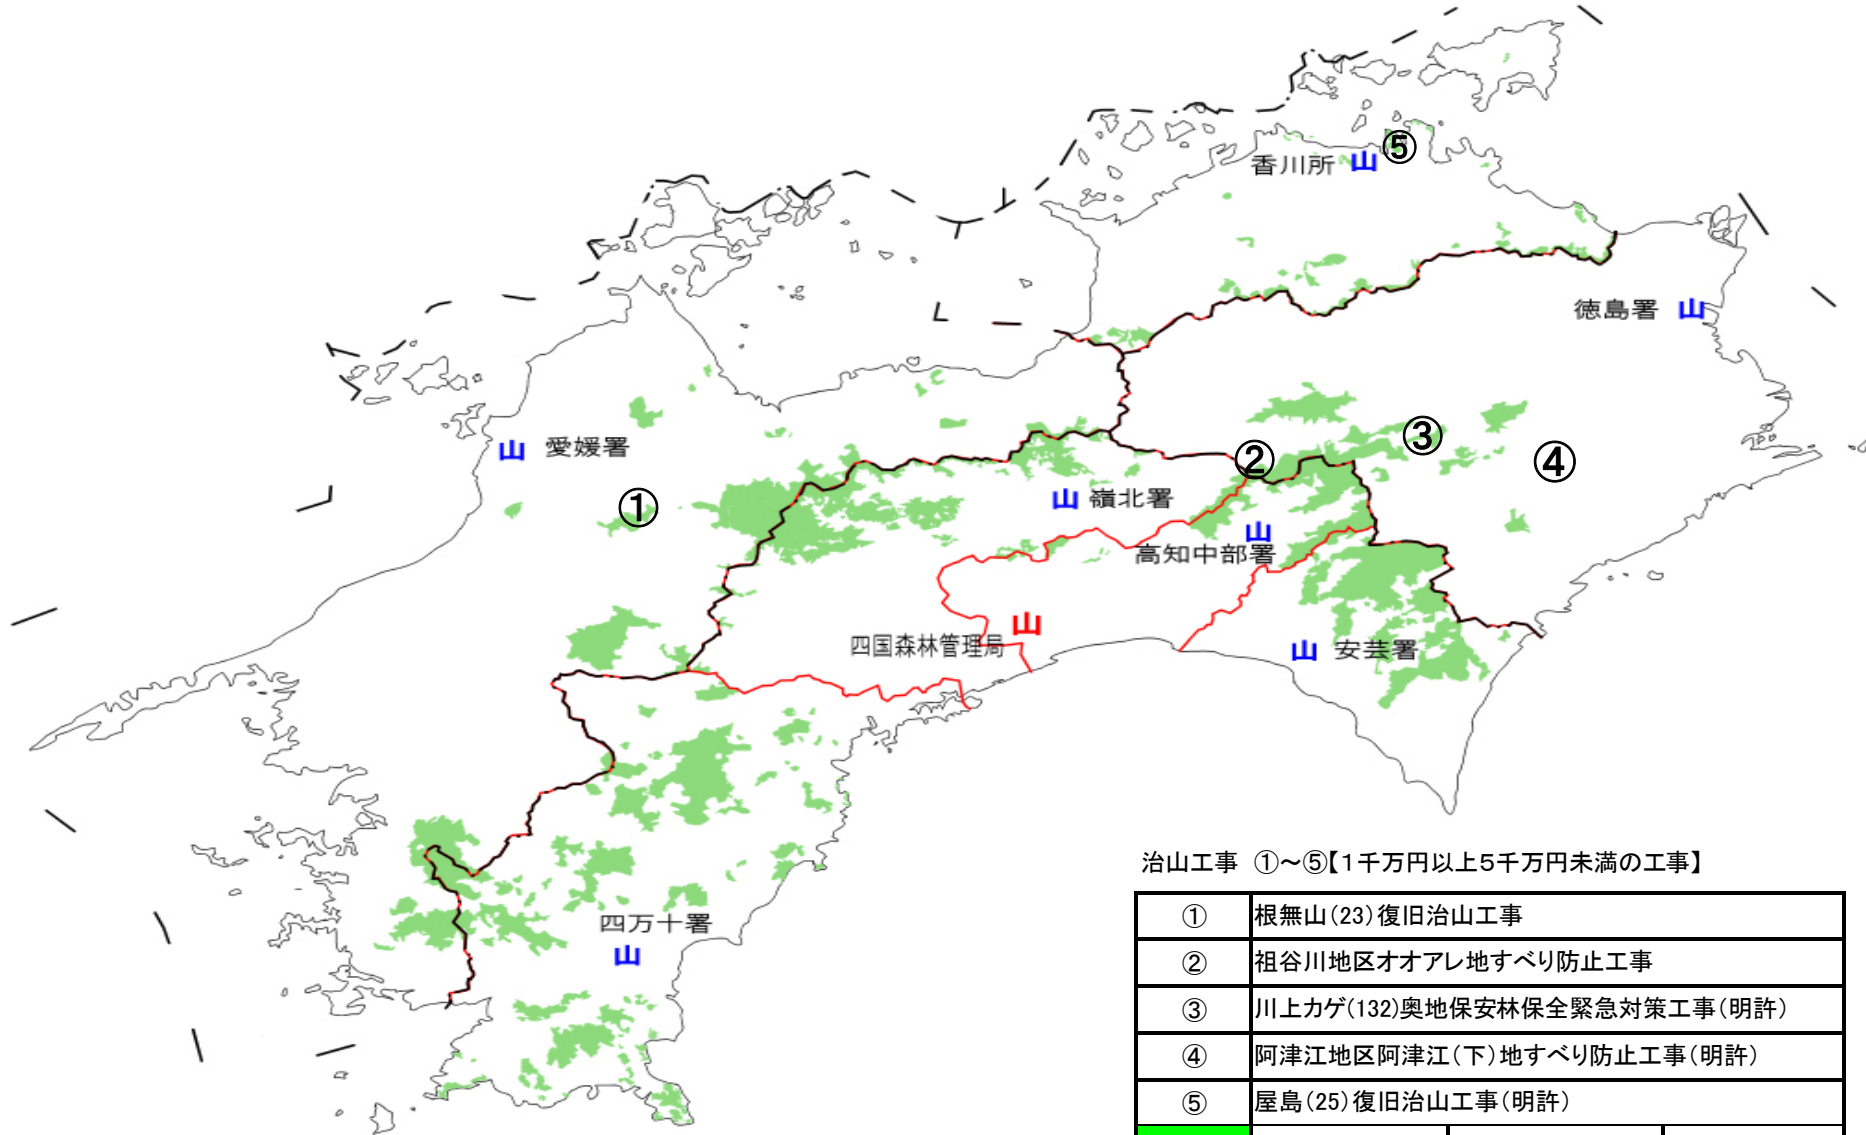 ⑤
香川所 山
徳島署 山
山 愛媛署
①
②
③
④
山 嶺北署
山
高知中部署
四国森林管理局 山
山 安芸署
四万十署
山
治山工事 ①~⑤【1千万円以上5千万円未満の工事】
① 根無山(23)復旧治山工事
② 祖谷川地区オオアレ地すべり防止工事
③ 川上カゲ(132)奥地保安林保全緊急対策工事(明許)
④ 阿津江地区阿津江(下)地すべり防止工事(明許)
⑤ 屋島(25)復旧治山工事(明許)